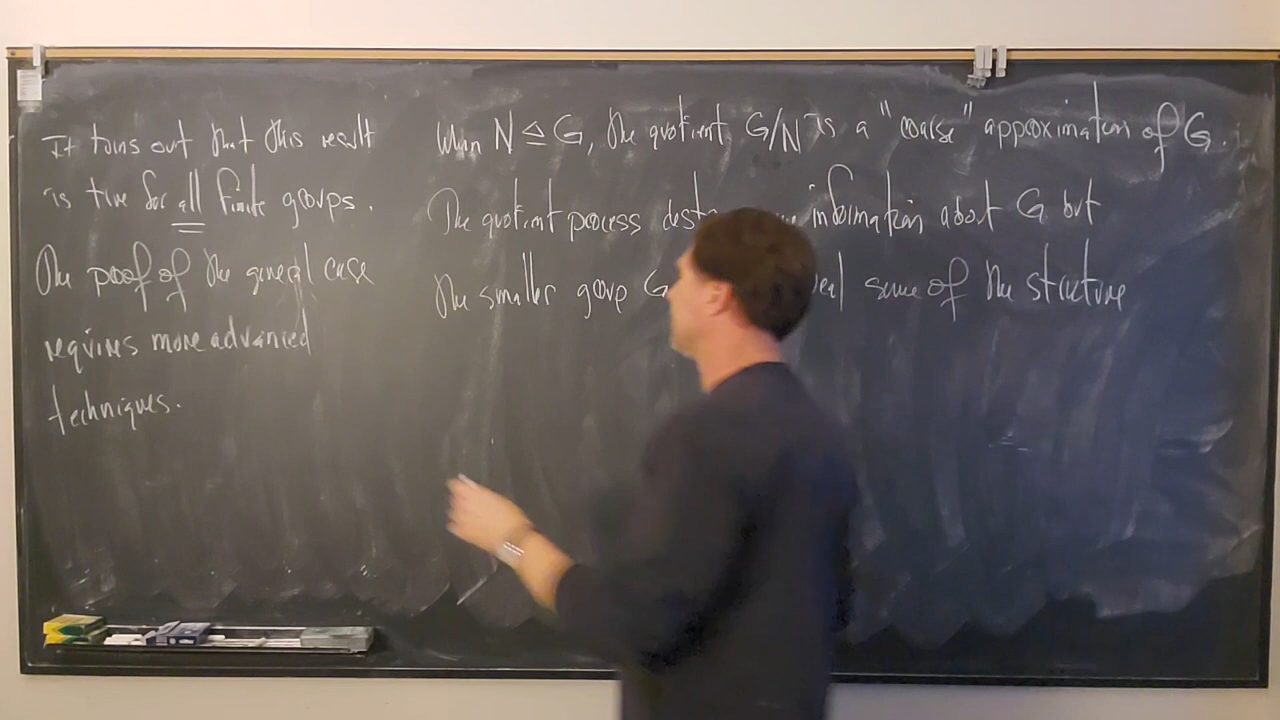 It turns out that this result
is true for all finite groups.
The proof of the general case
requires more advanced
techniques.
When N ⊴ G, the quotient G/N is a "coarse" approximation of G.
The quotient process information about G but
the smaller group G some of the structure